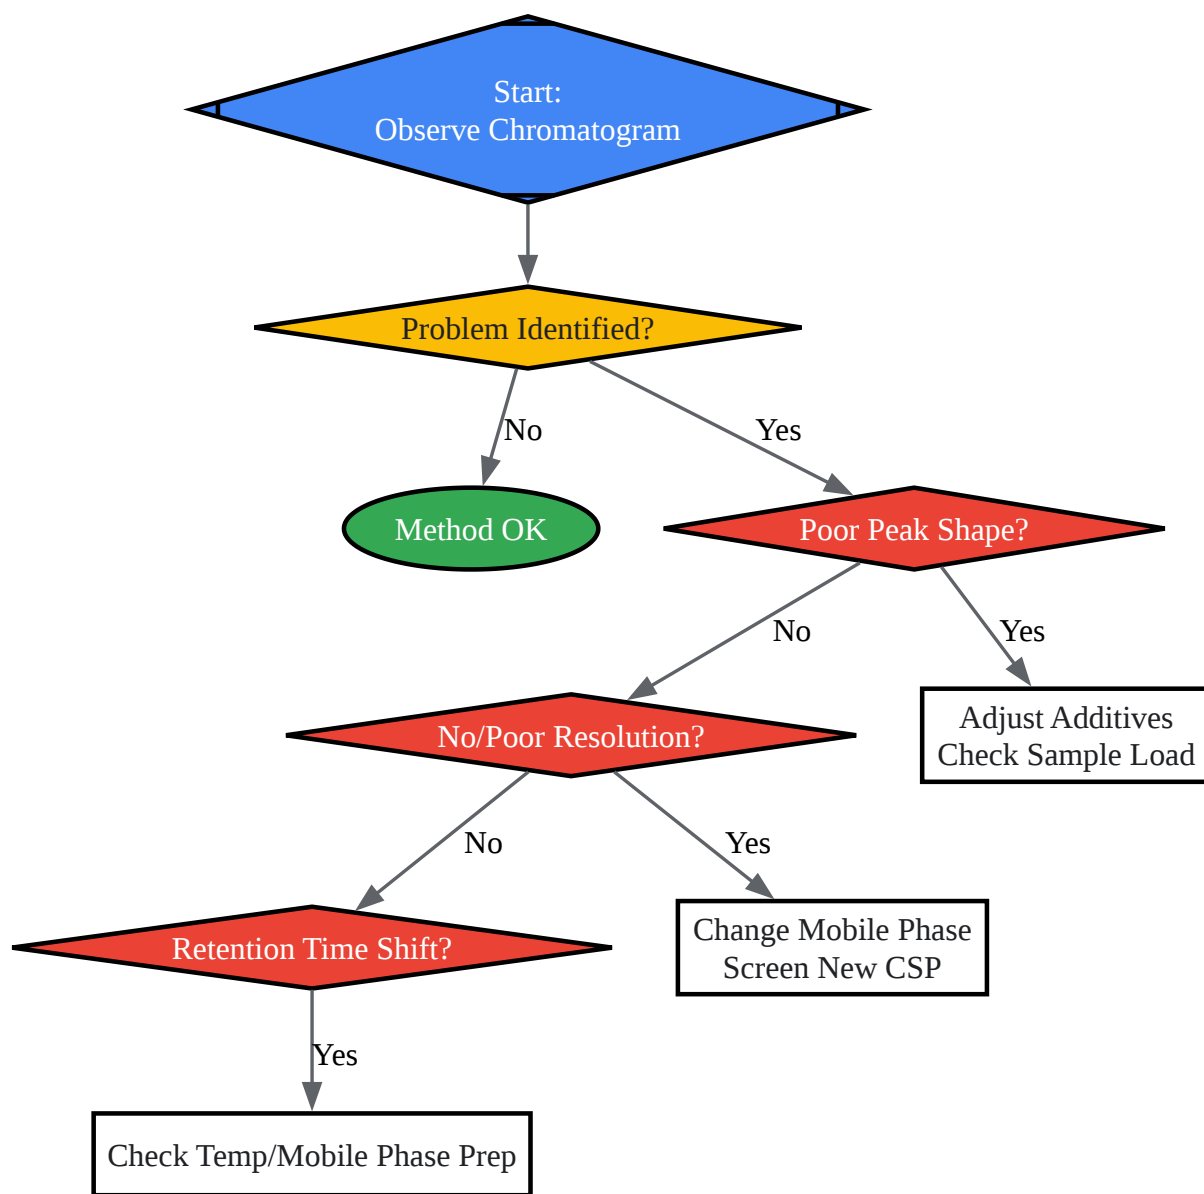 Start:
Observe Chromatogram
Problem Identified?
No
Yes
Method OK
Poor Peak Shape?
No
Yes
No/Poor Resolution?
Adjust Additives
Check Sample Load
No
Yes
Retention Time Shift?
Change Mobile Phase
Screen New CSP
Yes
Check Temp/Mobile Phase Prep